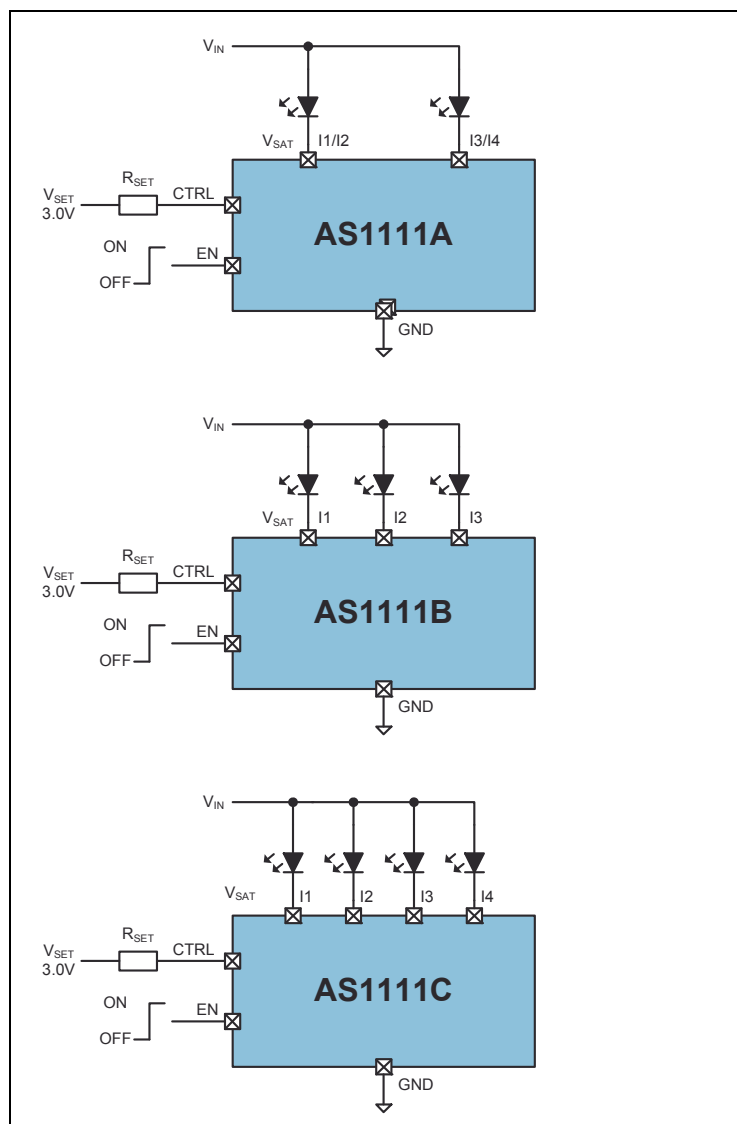 VIN
VSAT I1/I2 I3/I4
RSET
VSET CTRL
3.0V
AS1111A
ON
EN
OFF
GND
VIN
VSAT I1 I2 I3
RSET
VSET CTRL
3.0V
AS1111B
ON
EN
OFF
GND
VIN
VSAT I1 I2 I3 I4
RSET
VSET CTRL
3.0V
AS1111C
ON
EN
OFF
GND